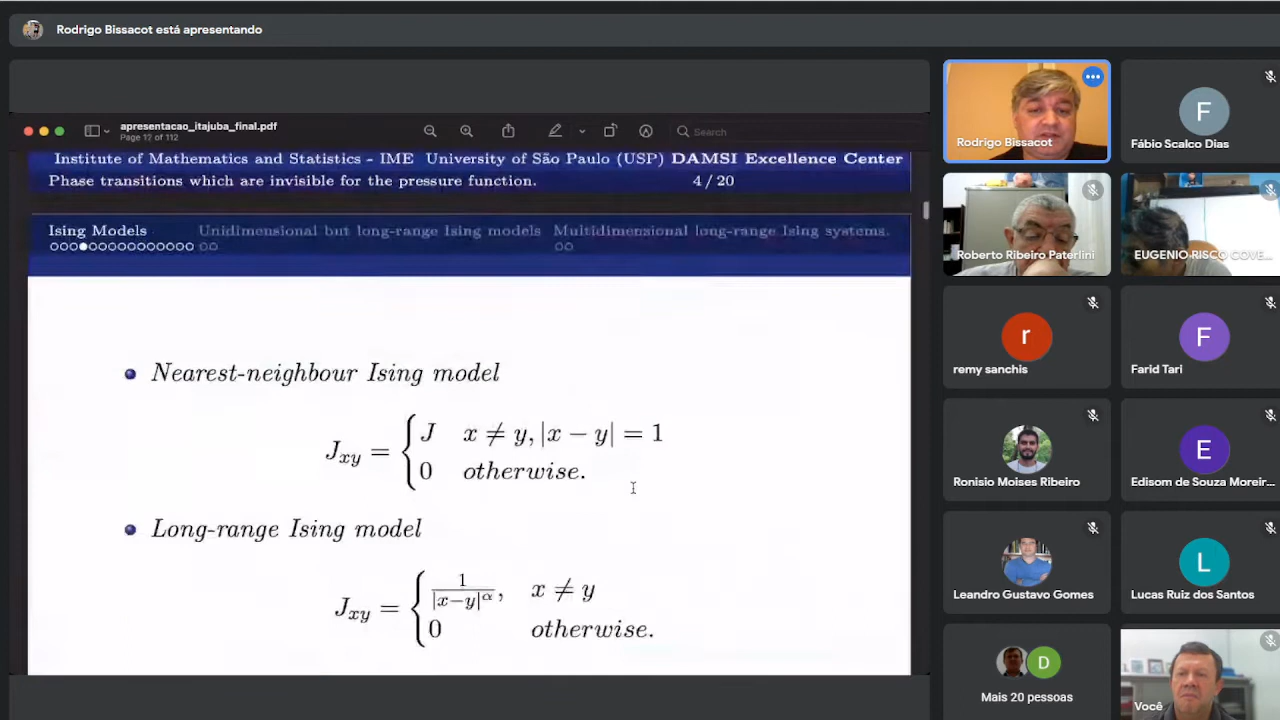 Rodrigo Bissacot está apresentando
apresentacao_itajuba_final.pdf
Page 17 of 112
Search
Institute of Mathematics and Statistics - IME University of São Paulo (USP) DAMSI Excellence Center
Phase transitions which are invisible for the pressure function. 4 / 20
Ising Models Unidimensional but long-range Ising models Multidimensional long-range Ising systems.
Nearest-neighbour Ising model
J_{xy} = { J x ≠ y, |x − y| = 1
0 otherwise.
Long-range Ising model
J_{xy} = { \frac{1}{|x−y|^α}, x ≠ y
0 otherwise.
Rodrigo Bissacot
F
Fábio Scalco Dias
Roberto Ribeiro Paterlini
EUGENIO RISCO COVE...
r
remy sanchis
F
Farid Tari
Ronisio Moises Ribeiro
E
Edisom de Souza Moreir...
Leandro Gustavo Gomes
L
Lucas Ruiz dos Santos
D
Mais 20 pessoas
Você